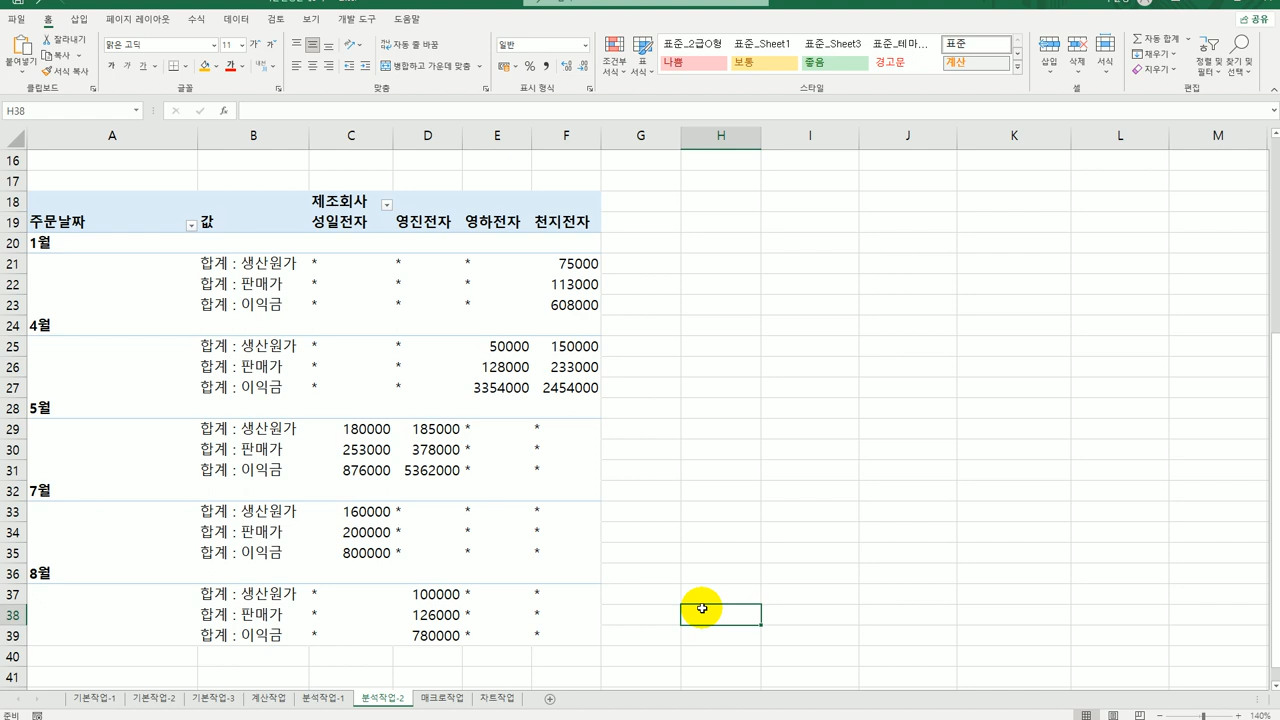 파일 홈 삽입 페이지 레이아웃 수식 데이터 검토 보기 개발 도구 도움말 공유
붙여넣기 잘라내기 복사 서식 복사 클립보드
맑은 고딕 11 가 가 가 글꼴
자동 줄 바꿈 병합하고 가운데 맞춤 맞춤
일반 % 표시 형식
조건부 서식 표 서식
표준_2급O형 표준_Sheet1 표준_Sheet3 표준_테마... 표준
나쁨 보통 좋음 경고문 계산
스타일
삽입 삭제 서식 셀
자동 합계 채우기 지우기 정렬 및 필터 찾기 및 선택 편집
H38 fx
A B C D E F G H I J K L M
16
17
18 제조회사
19 주문날짜 값 성일전자 영진전자 영하전자 천지전자
20 1월
21 합계 : 생산원가 * * * 75000
22 합계 : 판매가 * * * 113000
23 합계 : 이익금 * * * 608000
24 4월
25 합계 : 생산원가 * * 50000 150000
26 합계 : 판매가 * * 128000 233000
27 합계 : 이익금 * * 3354000 2454000
28 5월
29 합계 : 생산원가 180000 185000 * *
30 합계 : 판매가 253000 378000 * *
31 합계 : 이익금 876000 5362000 * *
32 7월
33 합계 : 생산원가 160000 * * *
34 합계 : 판매가 200000 * * *
35 합계 : 이익금 800000 * * *
36 8월
37 합계 : 생산원가 * 100000 * *
38 합계 : 판매가 * 126000 * *
39 합계 : 이익금 * 780000 * *
40
41
기본작업-1 기본작업-2 기본작업-3 계산작업 분석작업-1 분석작업-2 매크로작업 차트작업
준비 140%